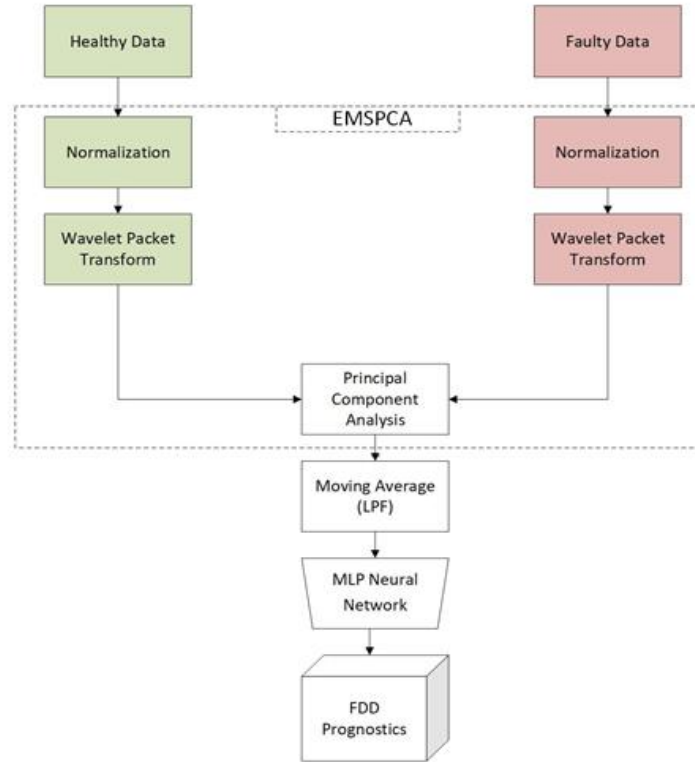 Healthy Data
Faulty Data
EMSPCA
Normalization
Normalization
Wavelet Packet
Transform
Wavelet Packet
Transform
Principal
Component
Analysis
Moving Average
(LPF)
MLP Neural
Network
FDD
Prognostics